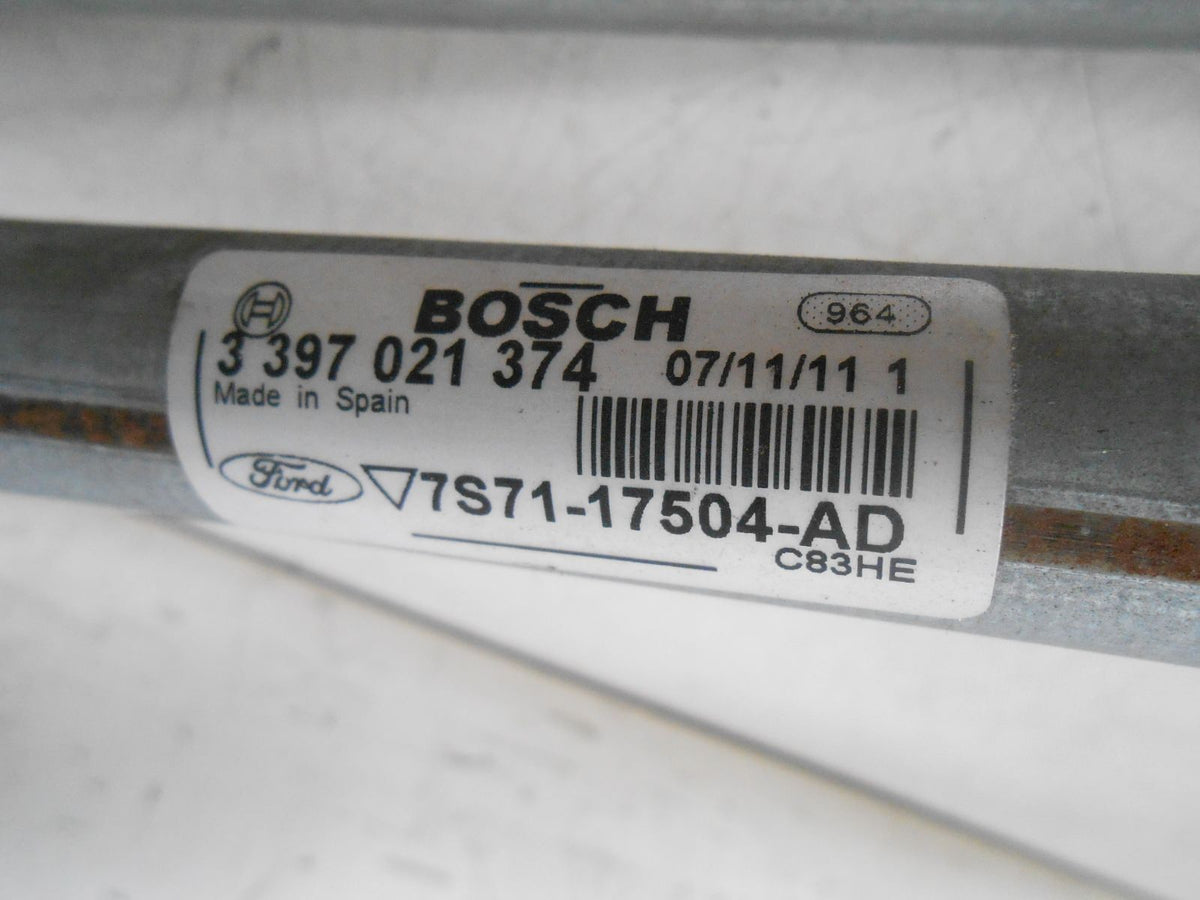 BOSCH 964
3 397 021 374 07/11/11 1
Made in Spain
Ford 7S71-17504-AD
C83HE